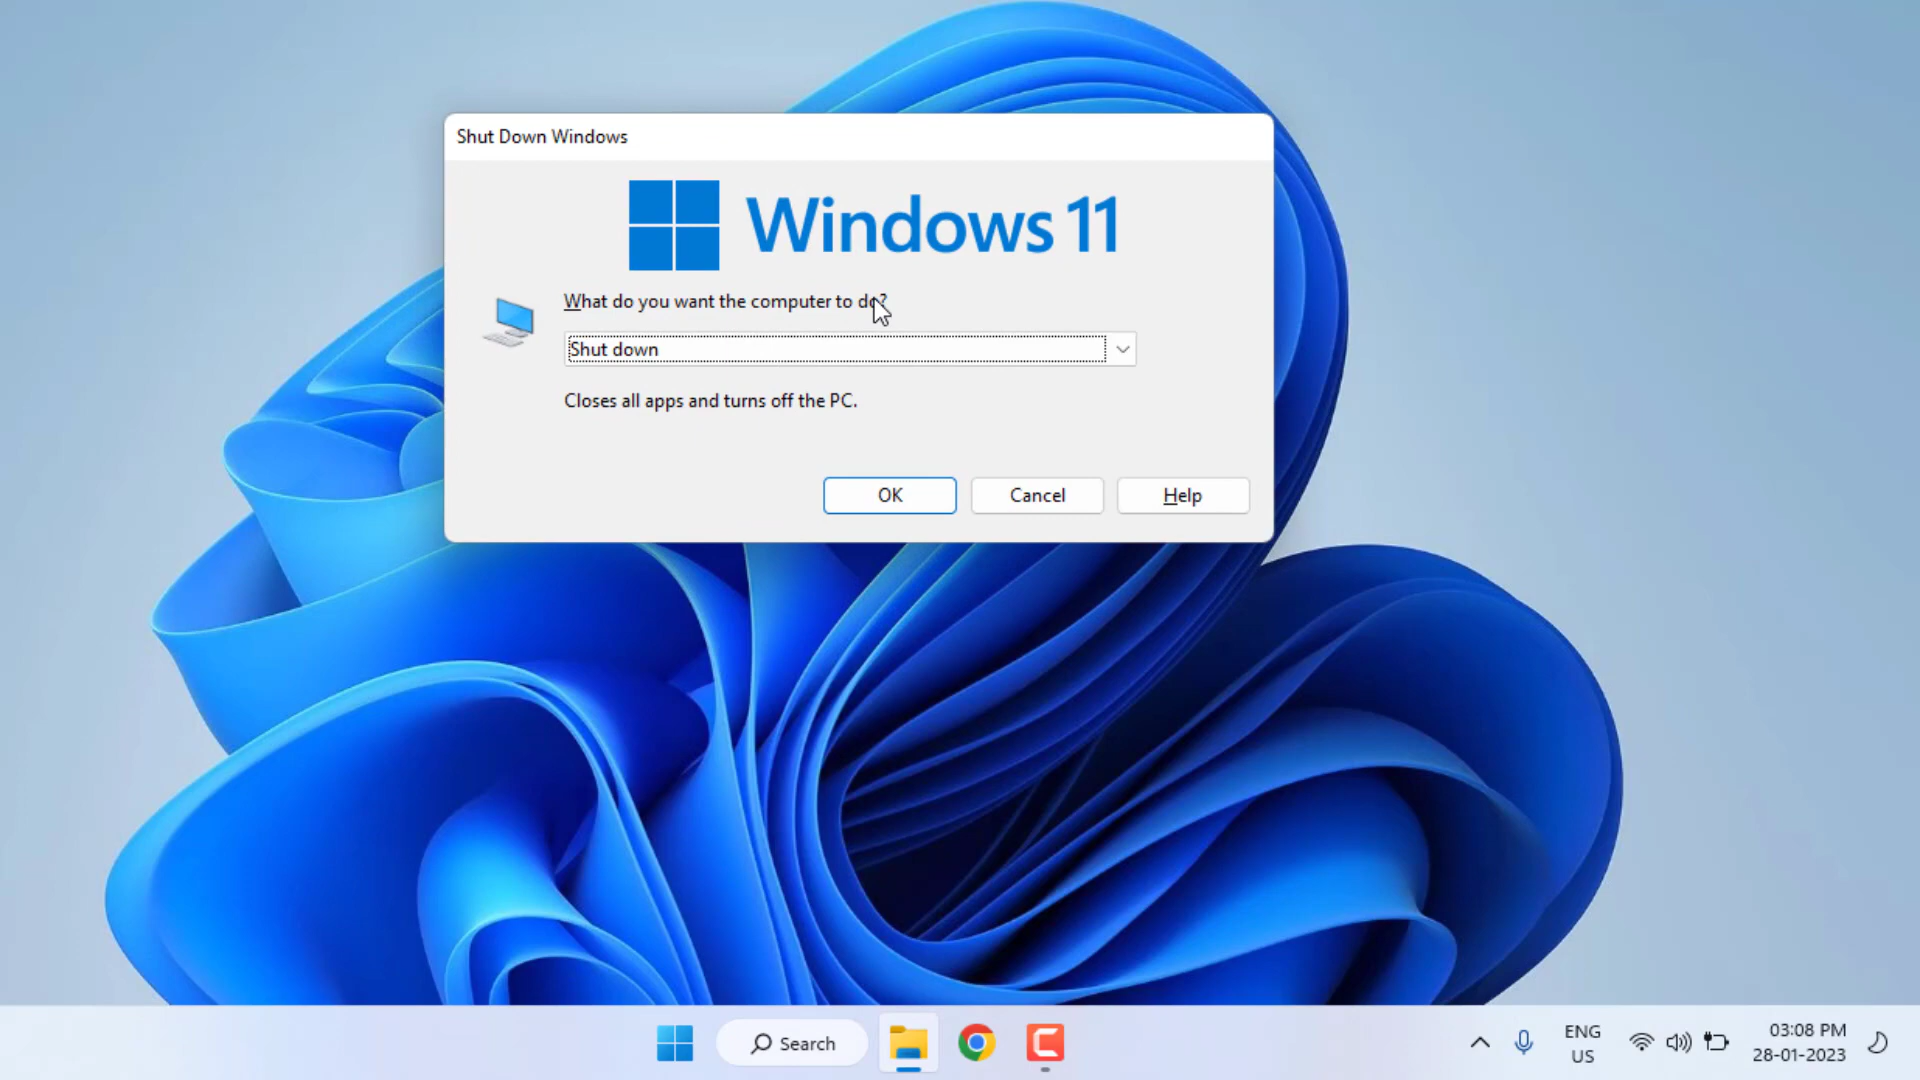 Shut Down Windows
Windows 11
What do you want the computer to do?
Shut down
Closes all apps and turns off the PC.
OK
Cancel
Help
Search
ENG
US
03:08 PM
28-01-2023